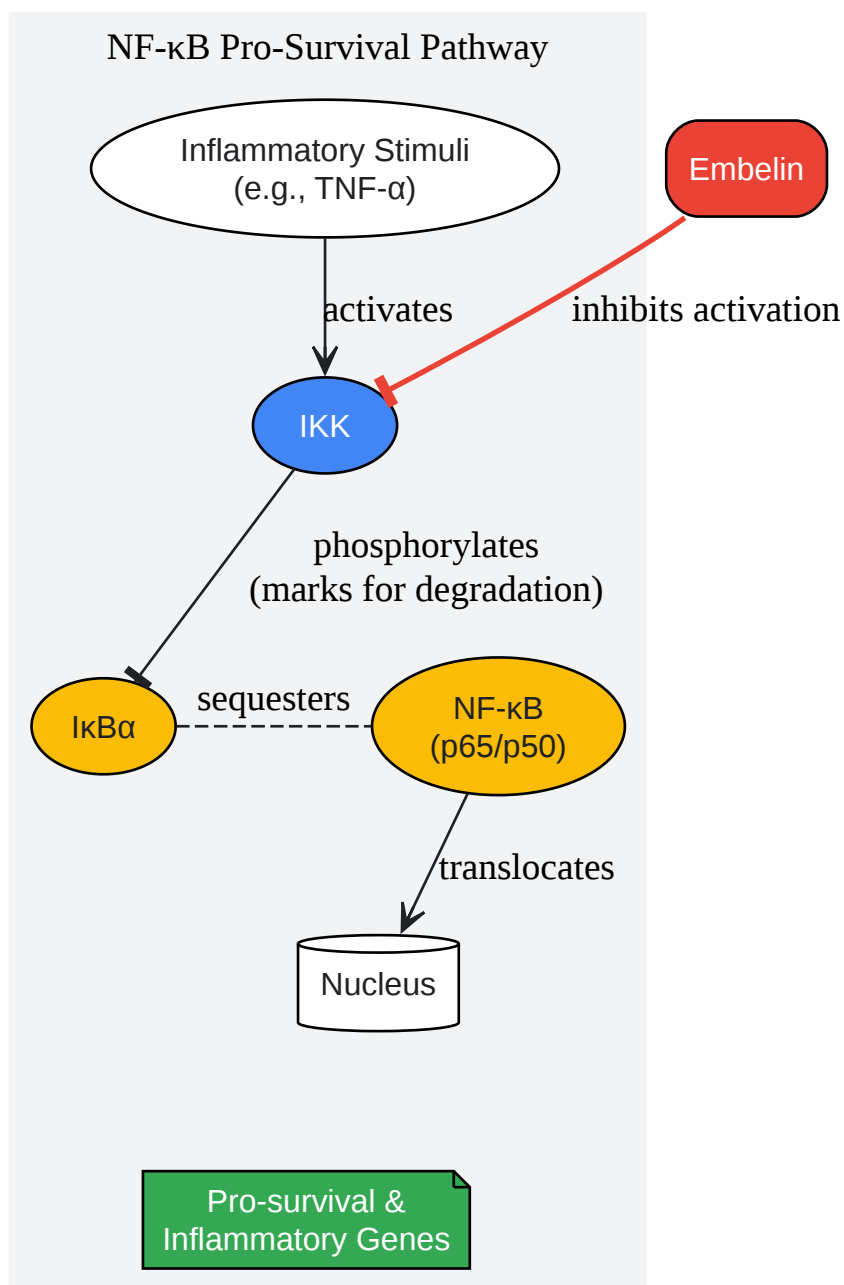 NF-κB Pro-Survival Pathway
Inflammatory Stimuli
(e.g., TNF-α)
Embelin
activates
inhibits activation
IKK
phosphorylates
(marks for degradation)
sequesters
IκBα
NF-κB
(p65/p50)
translocates
Nucleus
Pro-survival &
Inflammatory Genes